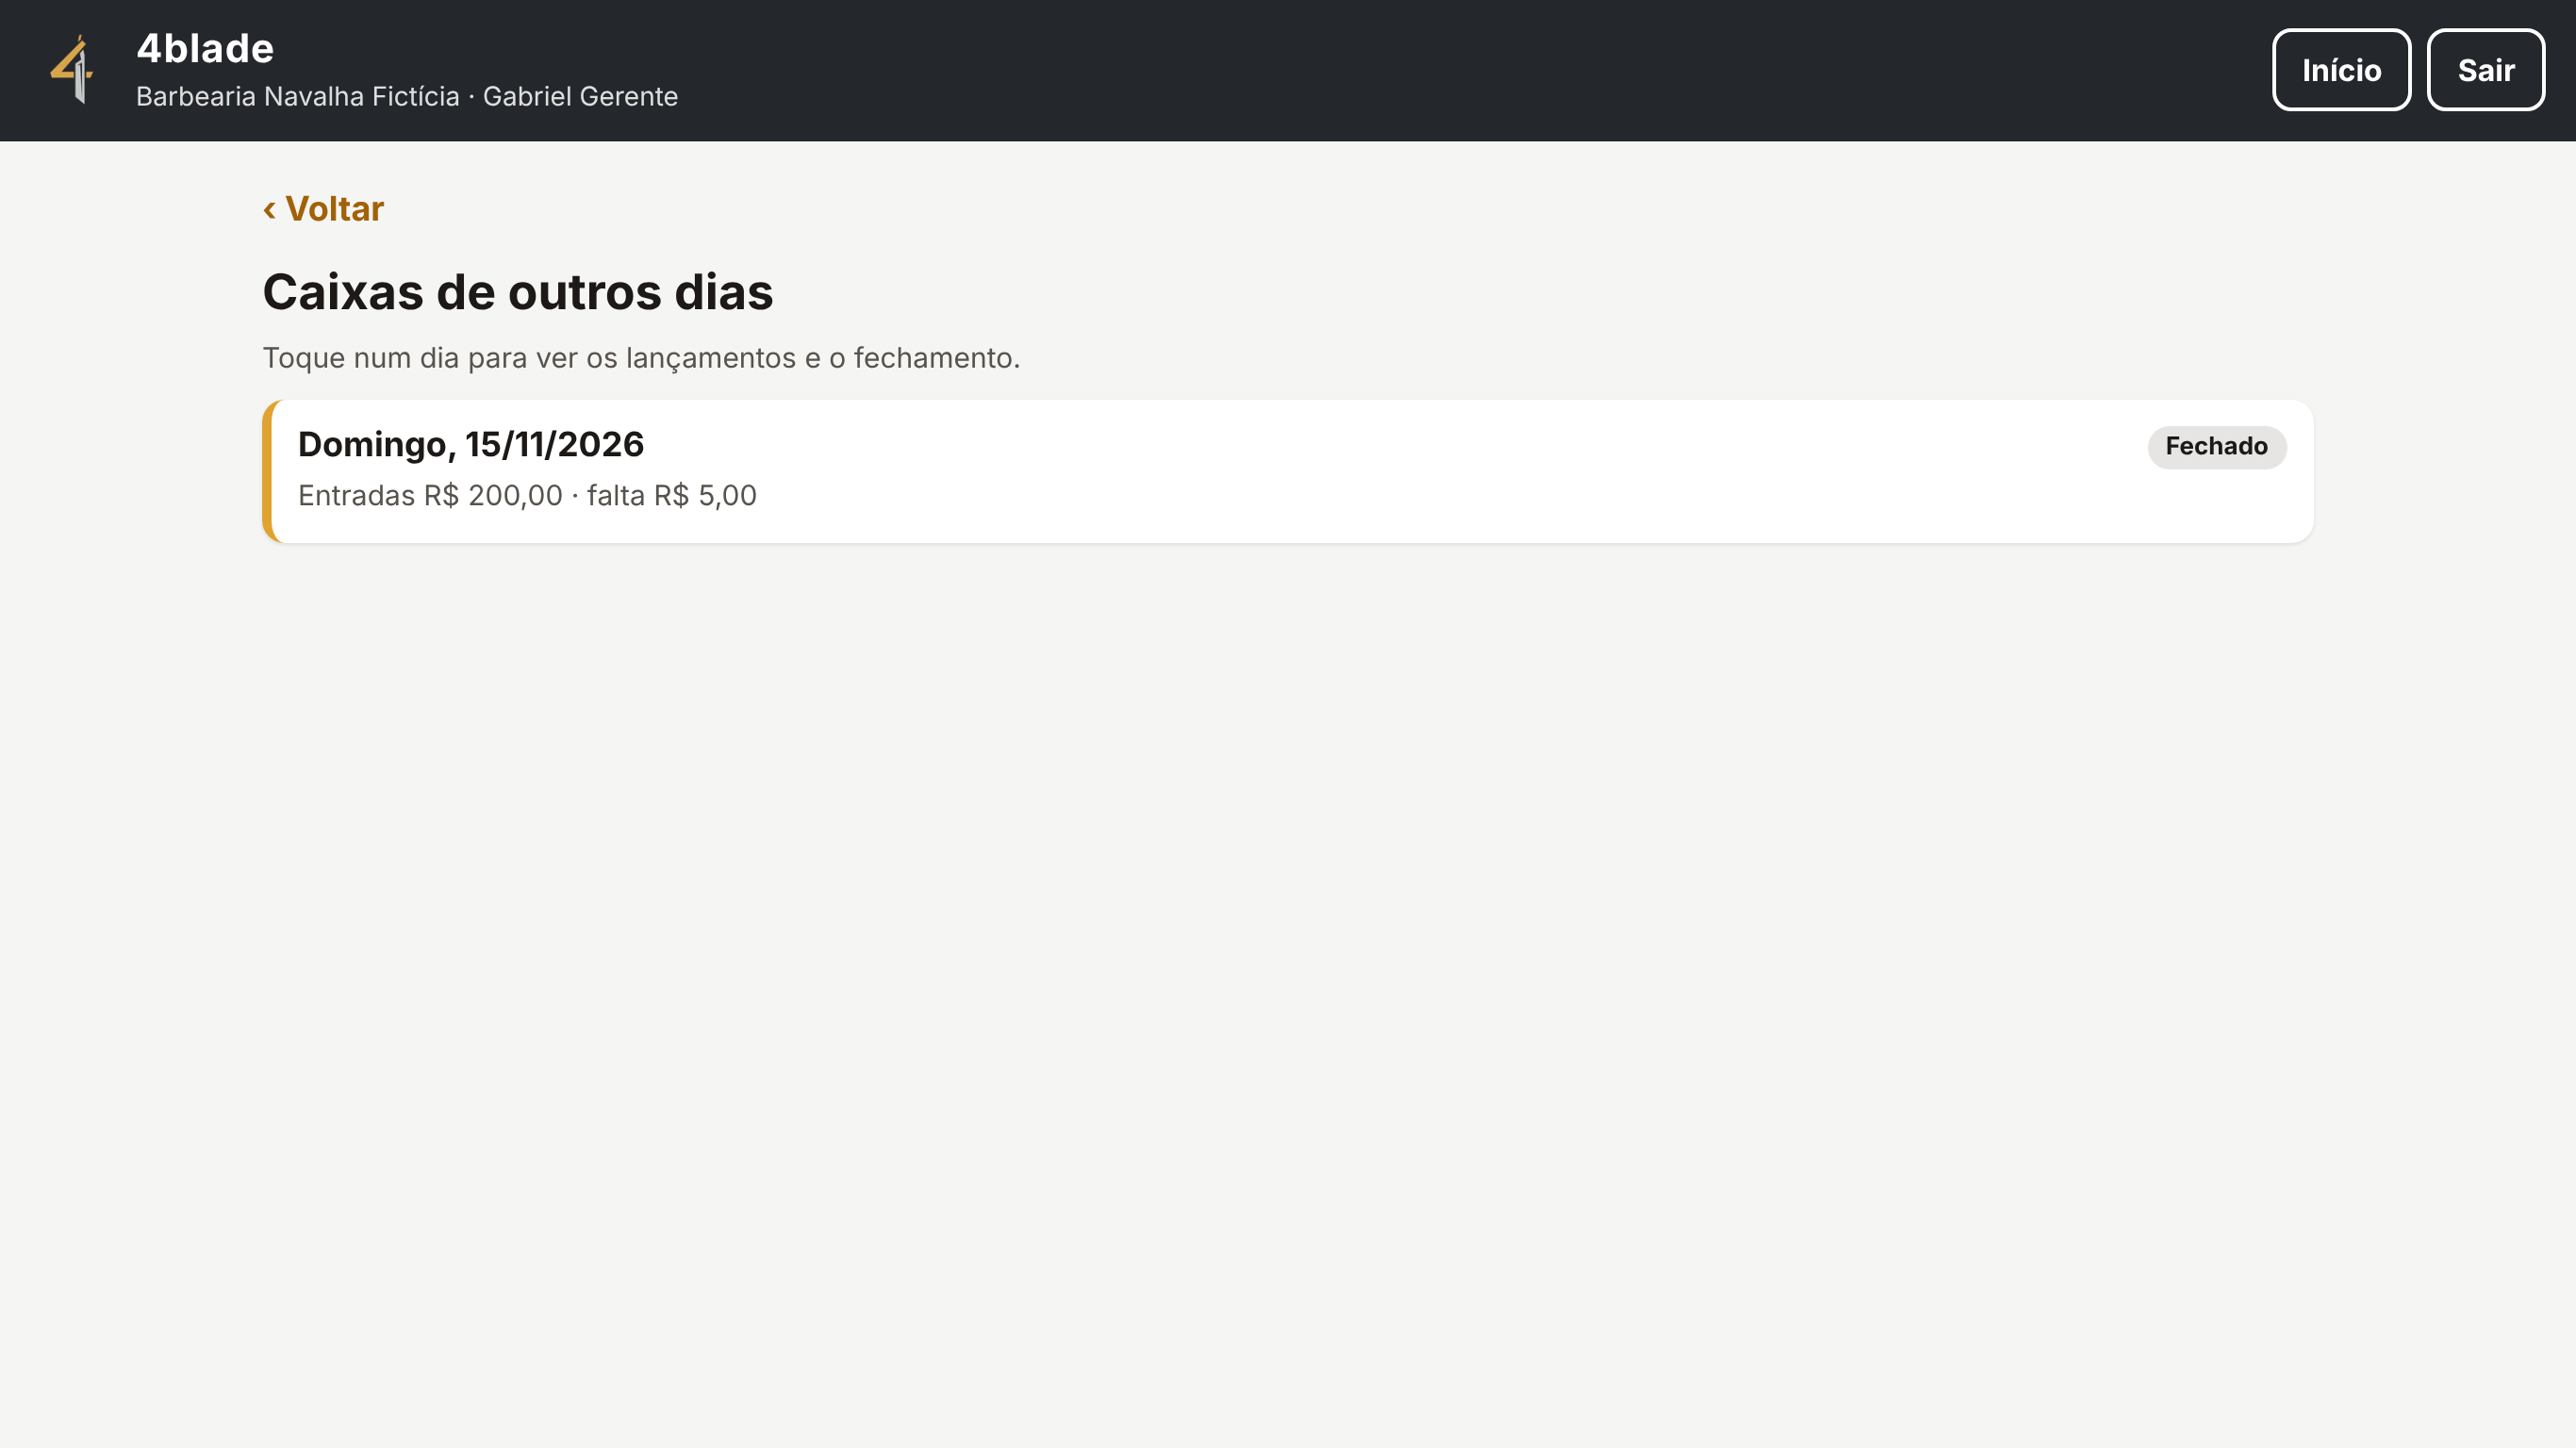 4blade
Barbearia Navalha Fictícia · Gabriel Gerente
Início
Sair
‹ Voltar
Caixas de outros dias
Toque num dia para ver os lançamentos e o fechamento.
Domingo, 15/11/2026
Fechado
Entradas R$ 200,00 · falta R$ 5,00